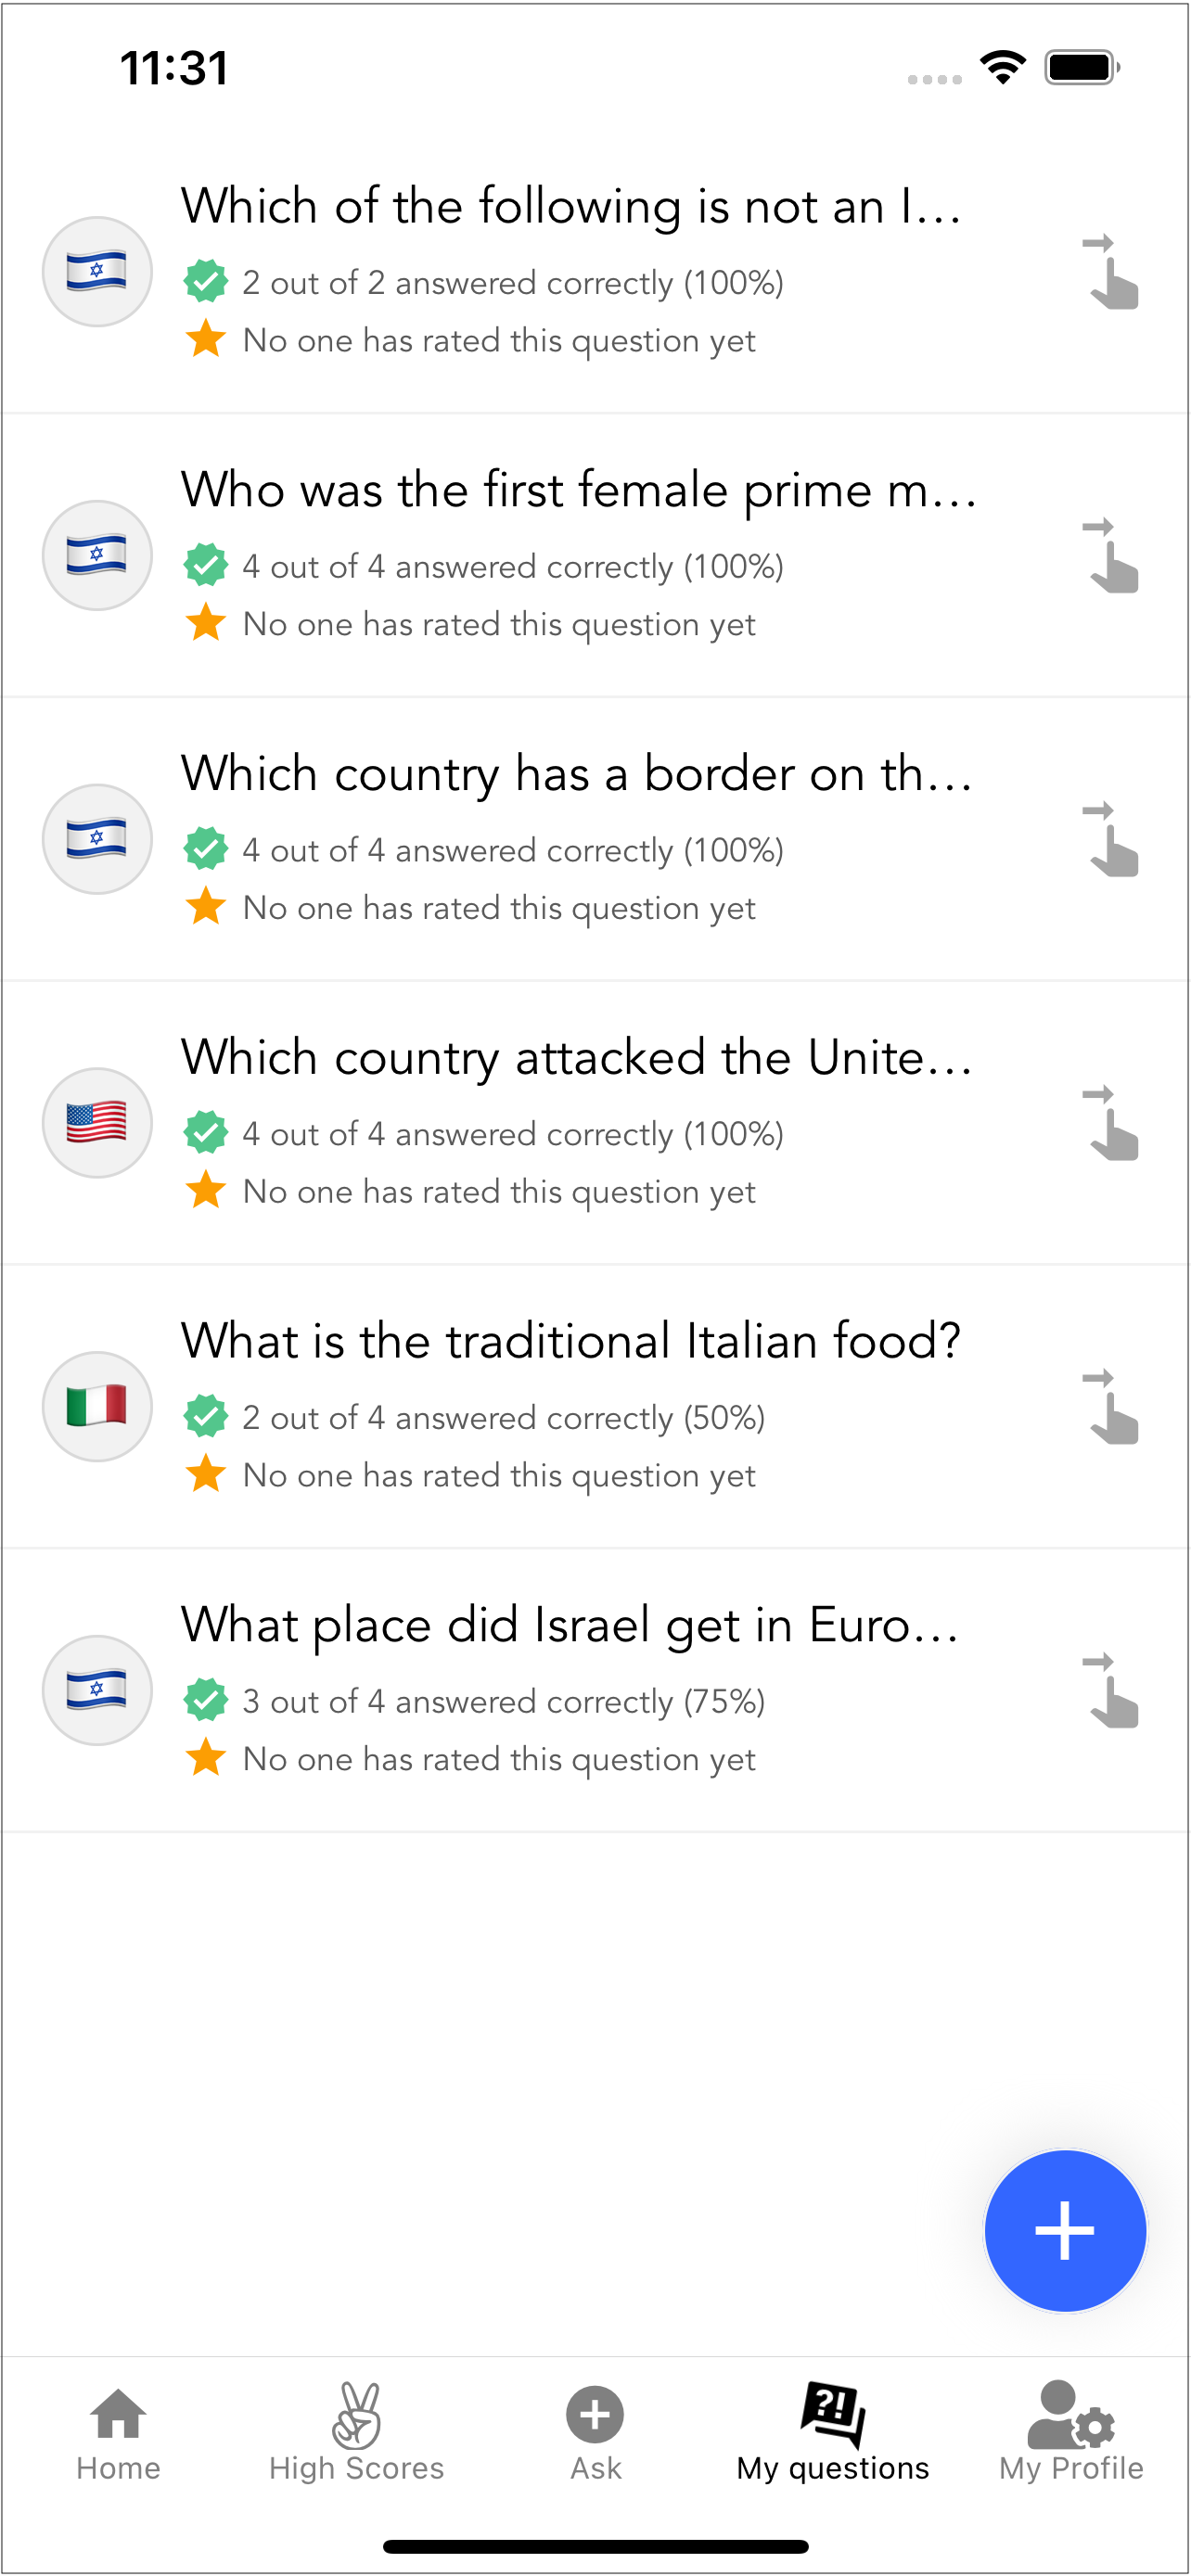 11:31
Which of the following is not an I...
2 out of 2 answered correctly (100%)
No one has rated this question yet
Who was the first female prime m...
4 out of 4 answered correctly (100%)
No one has rated this question yet
Which country has a border on th...
4 out of 4 answered correctly (100%)
No one has rated this question yet
Which country attacked the Unite...
4 out of 4 answered correctly (100%)
No one has rated this question yet
What is the traditional Italian food?
2 out of 4 answered correctly (50%)
No one has rated this question yet
What place did Israel get in Euro...
3 out of 4 answered correctly (75%)
No one has rated this question yet
?!
Home High Scores Ask My questions My Profile